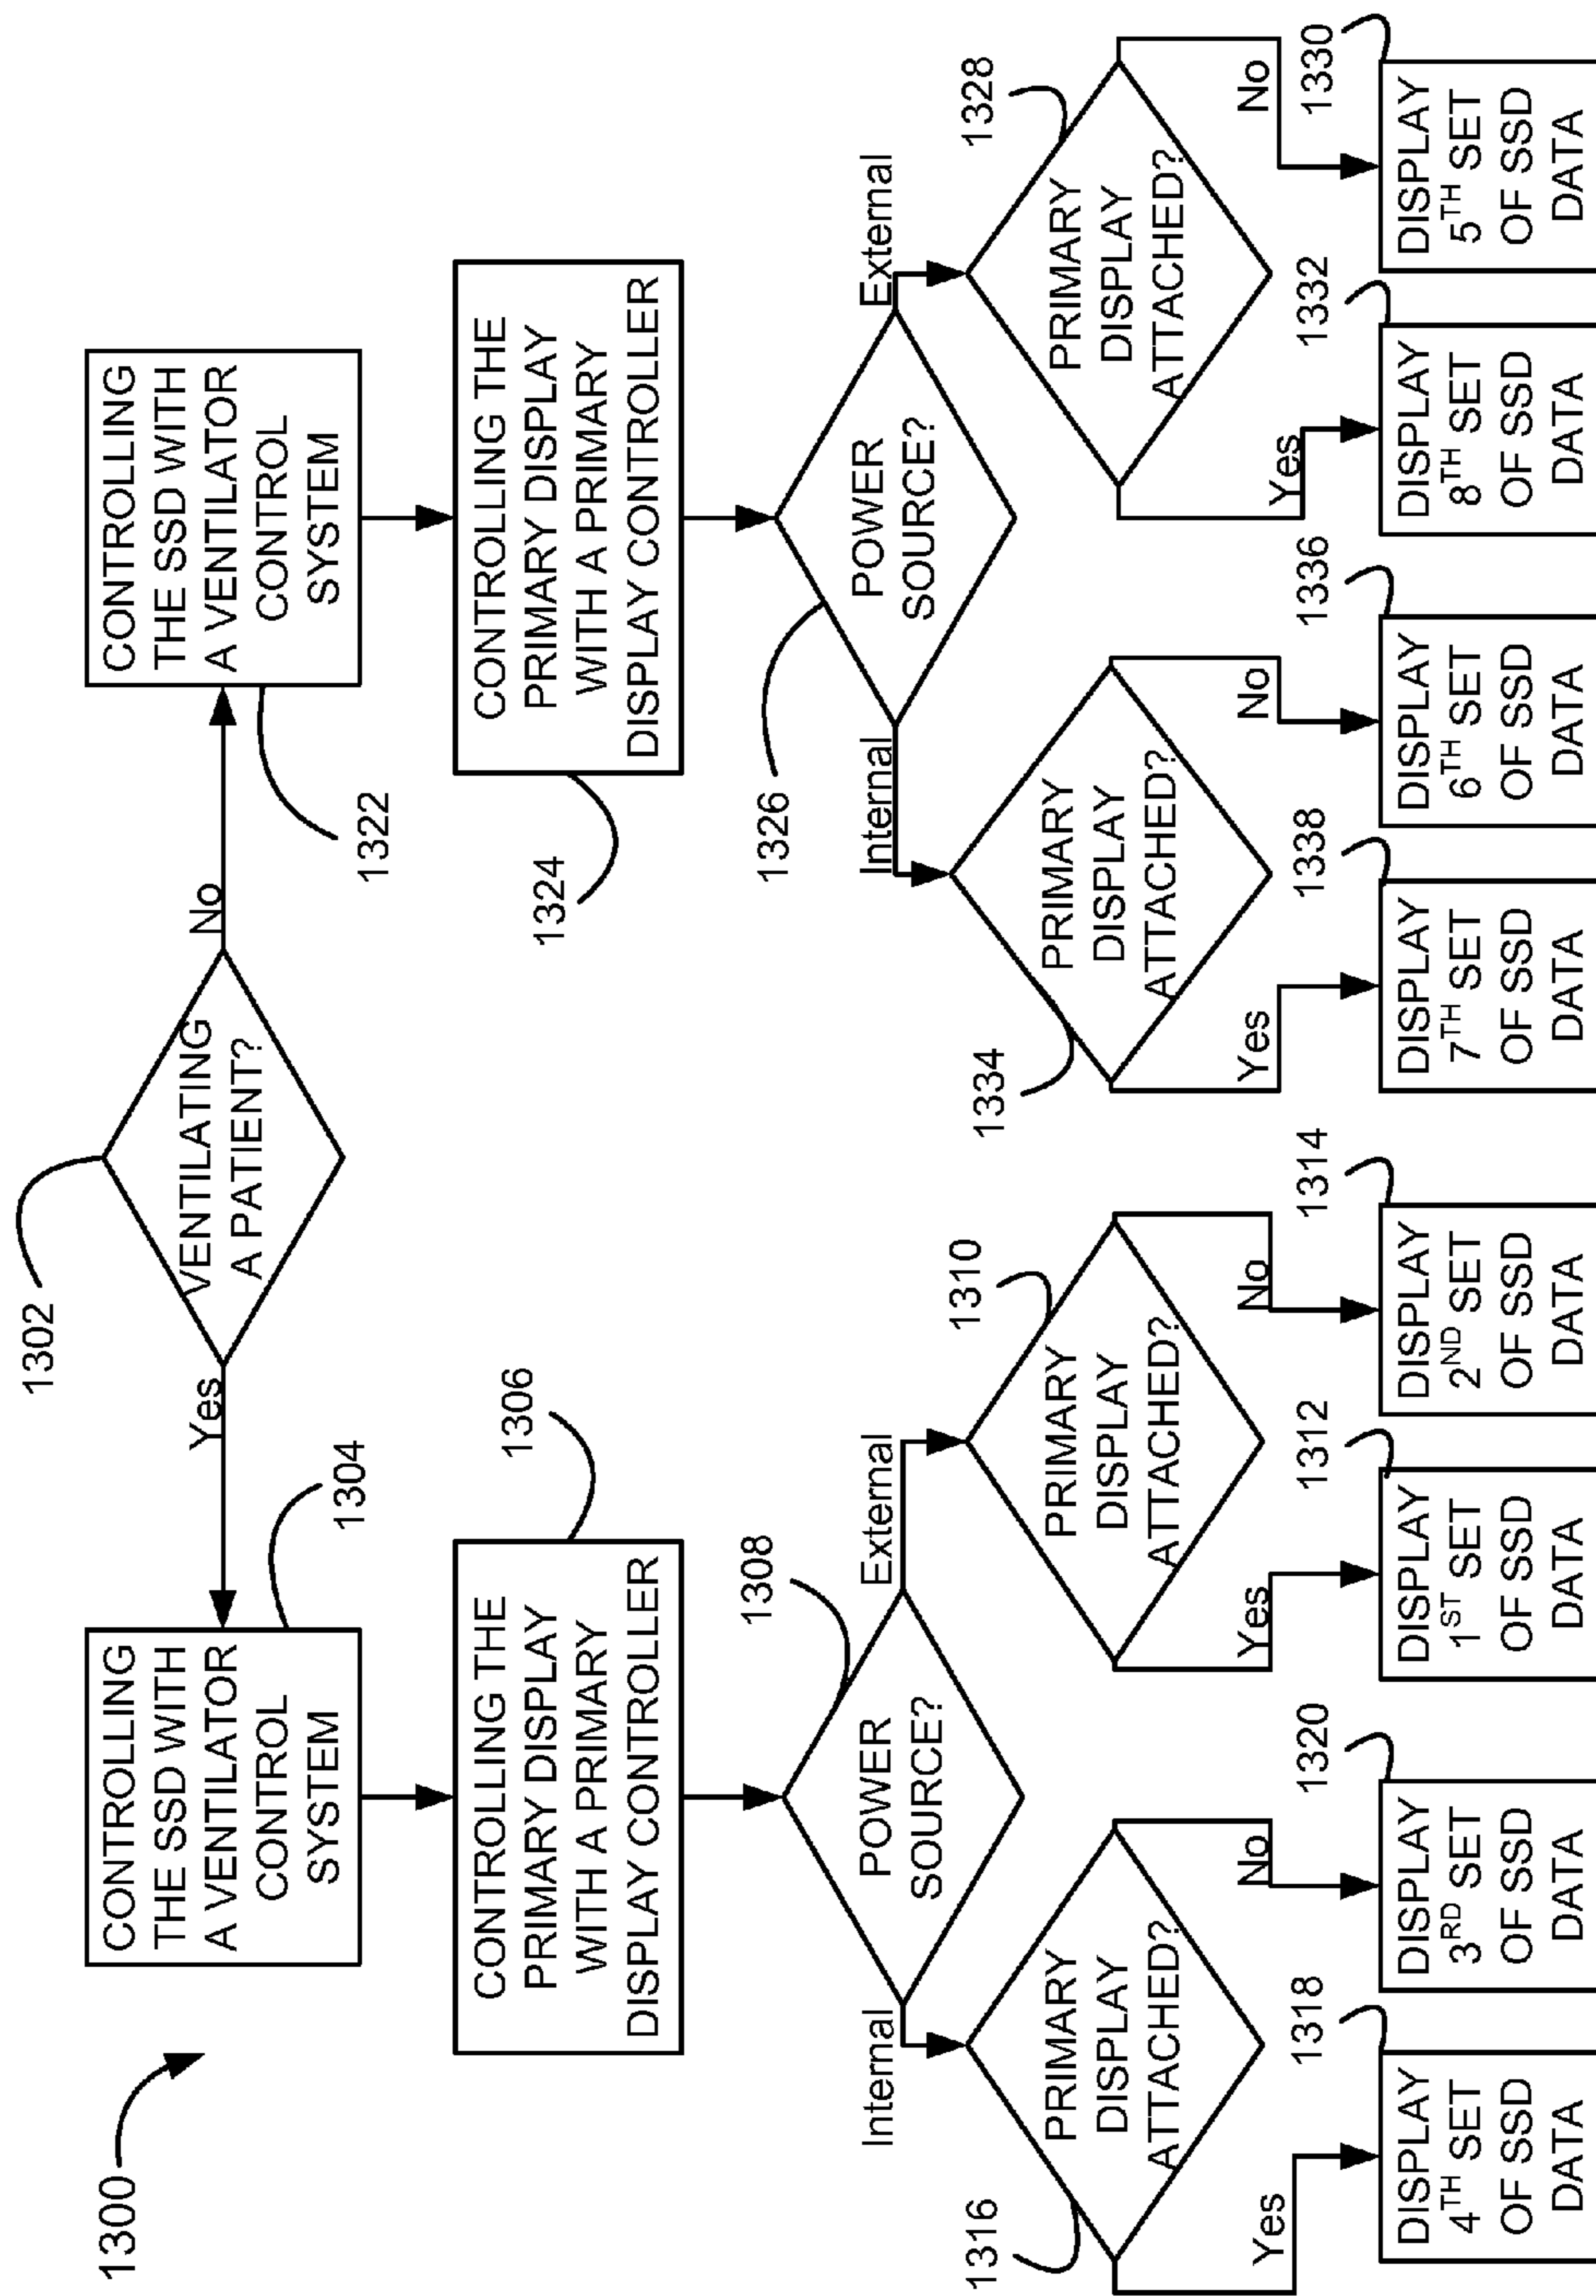 1300
1302
VENTILATING
A PATIENT?
Yes
No
1304
CONTROLLING
THE SSD WITH
A VENTILATOR
CONTROL
SYSTEM
CONTROLLING
THE SSD WITH
A VENTILATOR
CONTROL
SYSTEM
1322
1306
CONTROLLING THE
PRIMARY DISPLAY
WITH A PRIMARY
DISPLAY CONTROLLER
CONTROLLING THE
PRIMARY DISPLAY
WITH A PRIMARY
DISPLAY CONTROLLER
1324
1308
POWER
SOURCE?
Internal
External
1326
POWER
SOURCE?
Internal
External
1316
PRIMARY
DISPLAY
ATTACHED?
Yes
No
1310
PRIMARY
DISPLAY
ATTACHED?
Yes
No
1334
PRIMARY
DISPLAY
ATTACHED?
Yes
No
1328
PRIMARY
DISPLAY
ATTACHED?
Yes
No
1318
DISPLAY
4TH SET
OF SSD
DATA
1320
DISPLAY
3RD SET
OF SSD
DATA
1312
DISPLAY
1ST SET
OF SSD
DATA
1314
DISPLAY
2ND SET
OF SSD
DATA
1338
DISPLAY
7TH SET
OF SSD
DATA
1336
DISPLAY
6TH SET
OF SSD
DATA
1332
DISPLAY
8TH SET
OF SSD
DATA
1330
DISPLAY
5TH SET
OF SSD
DATA